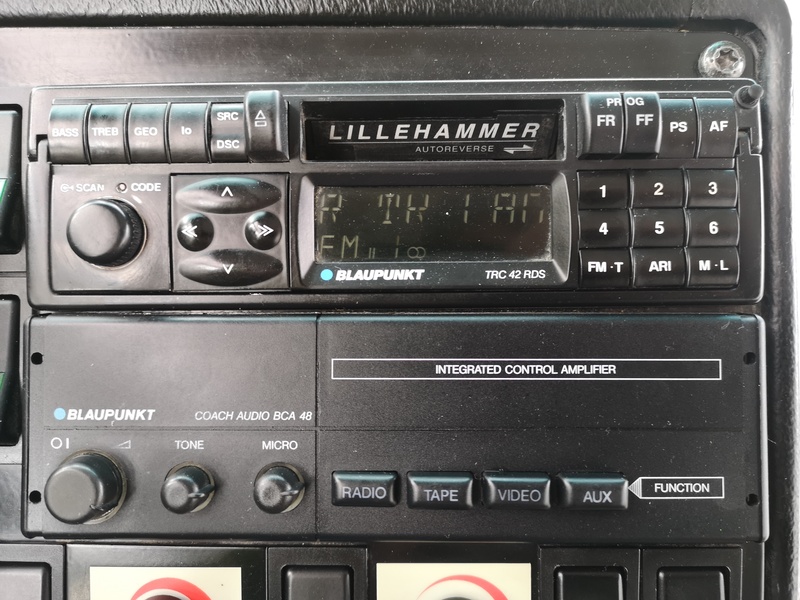 BASS TREB GEO lo SRC
DSC
LILLEHAMMER
AUTOREVERSE
PROG
FR FF PS AF
SCAN CODE
1 2 3
4 5 6
FM·T ARI M·L
FM
BLAUPUNKT TRC 42 RDS
INTEGRATED CONTROL AMPLIFIER
BLAUPUNKT COACH AUDIO BCA 48
TONE MICRO
RADIO TAPE VIDEO AUX FUNCTION